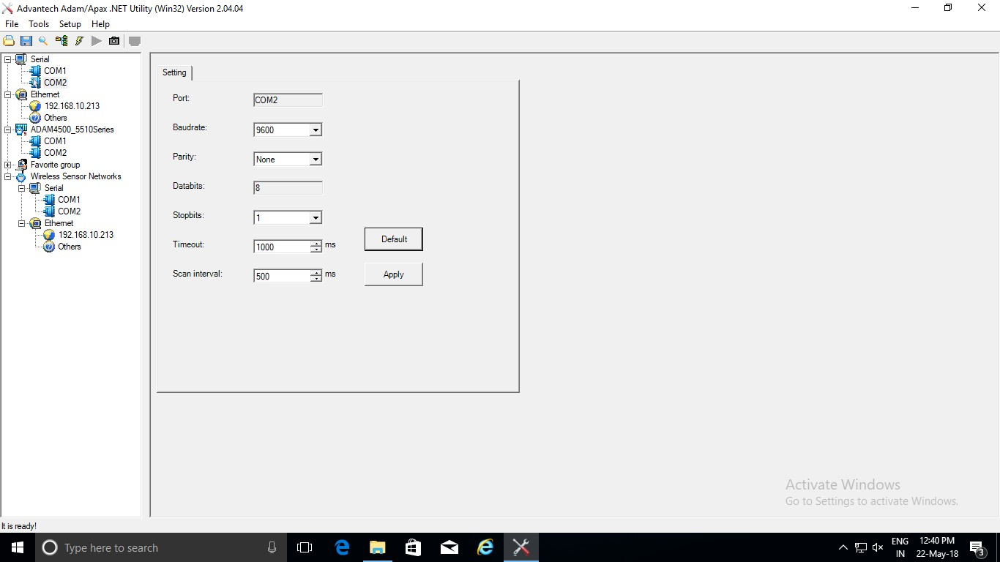 Advantech Adam/Apax .NET Utility (Win32) Version 2.04.04
File Tools Setup Help
Serial
COM1
COM2
Ethernet
192.168.10.213
Others
ADAM4500_5510Series
COM1
COM2
Favorite group
Wireless Sensor Networks
Serial
COM1
COM2
Ethernet
192.168.10.213
Others
Setting
Port: COM2
Baudrate: 9600
Parity: None
Databits: 8
Stopbits: 1
Timeout: 1000 ms
Default
Scan interval: 500 ms
Apply
Activate Windows
Go to Settings to activate Windows.
It is ready!
Type here to search
ENG
IN
12:40 PM
22-May-18
3